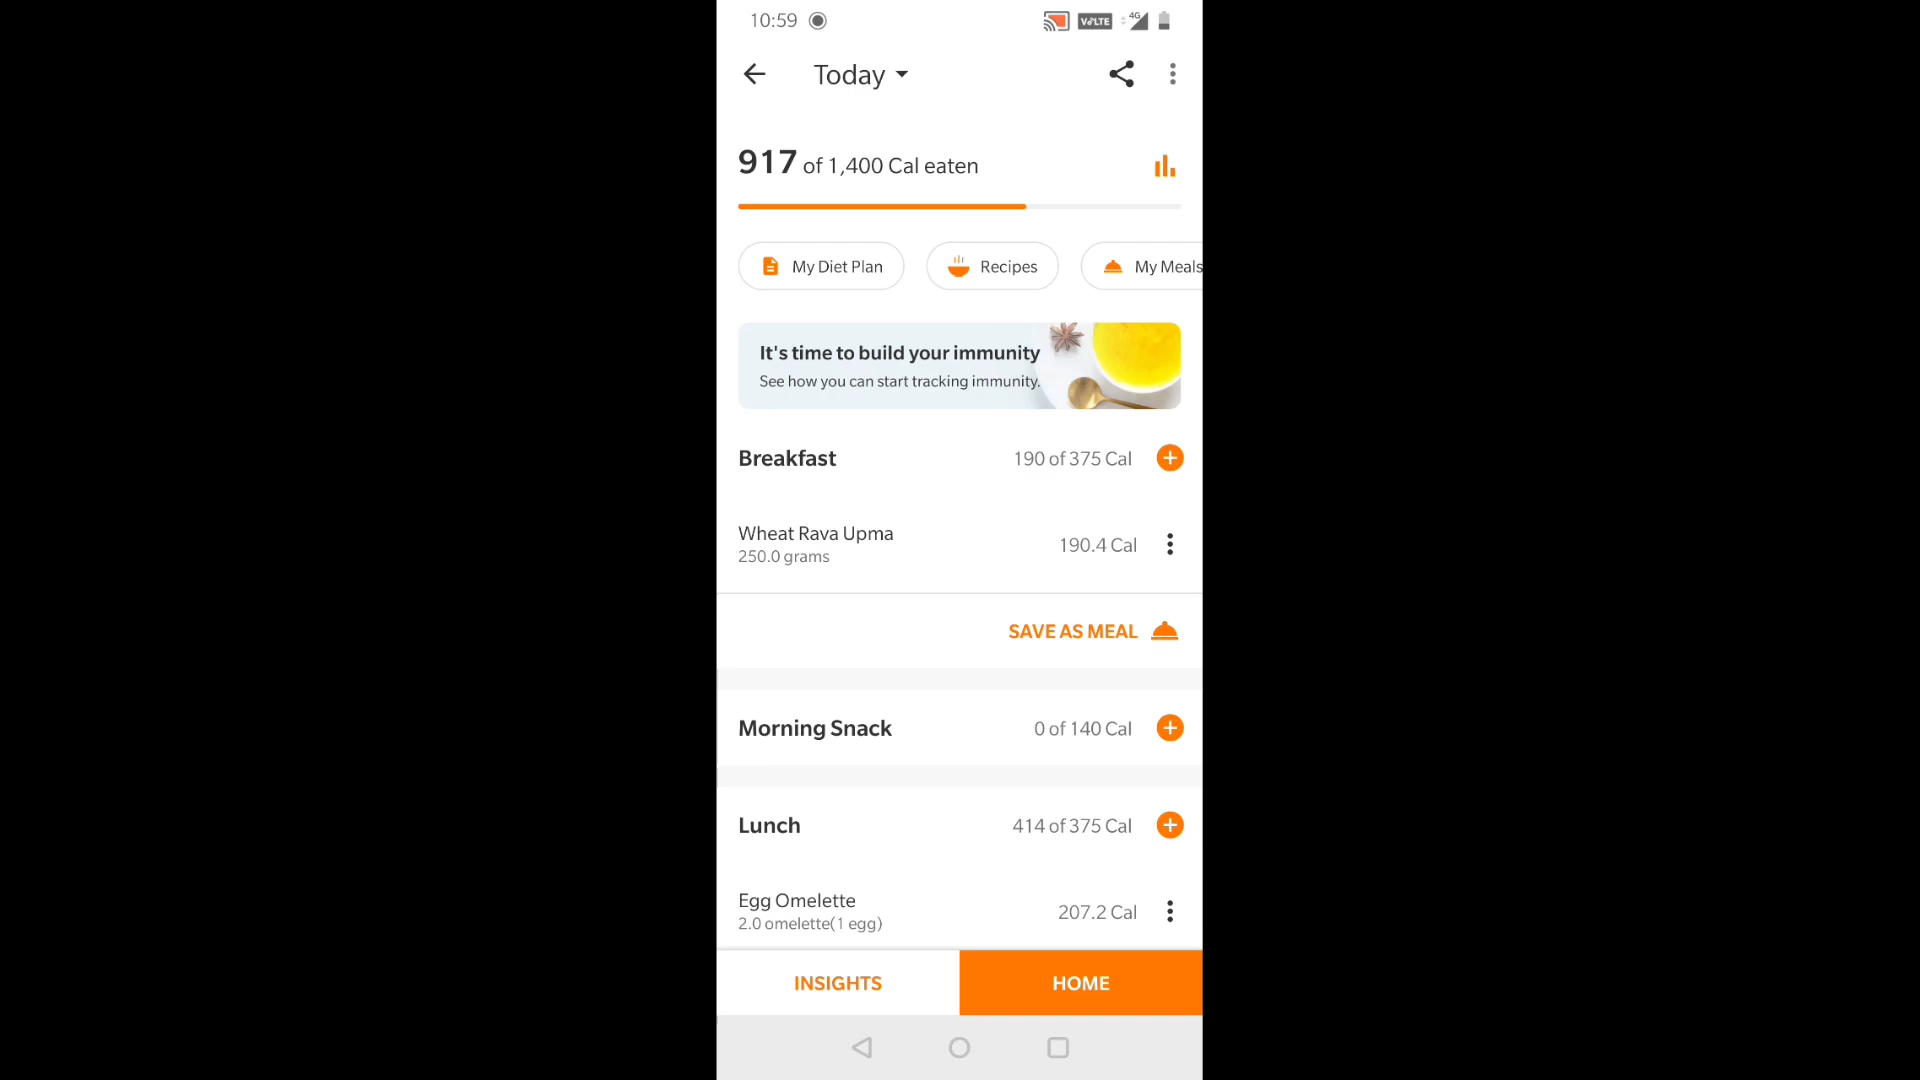 10:59
VoLTE 4G
Today
917 of 1,400 Cal eaten
My Diet Plan
Recipes
My Meals
It's time to build your immunity
See how you can start tracking immunity.
Breakfast
190 of 375 Cal
Wheat Rava Upma
250.0 grams
190.4 Cal
SAVE AS MEAL
Morning Snack
0 of 140 Cal
Lunch
414 of 375 Cal
Egg Omelette
2.0 omelette(1 egg)
207.2 Cal
INSIGHTS
HOME